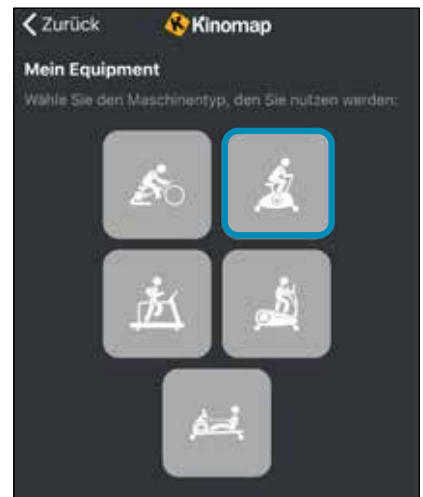 Zurück
Kinomap
Mein Equipment
Wähle Sie den Maschinentyp, den Sie nutzen werden: